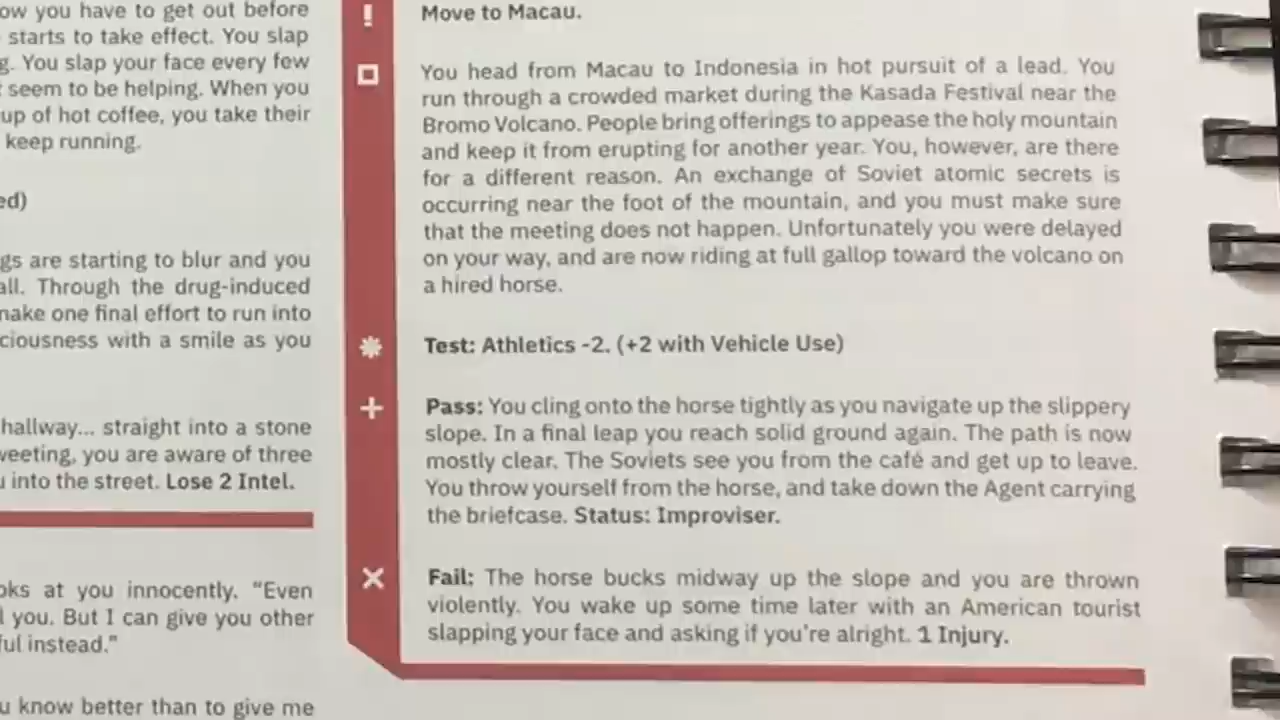 ow you have to get out before
starts to take effect. You slap
g. You slap your face every few
seem to be helping. When you
up of hot coffee, you take their
keep running.
ed)
gs are starting to blur and you
all. Through the drug-induced
make one final effort to run into
ciousness with a smile as you
hallway... straight into a stone
weeting, you are aware of three
into the street. Lose 2 Intel.
oks at you innocently. “Even
l you. But I can give you other
ful instead.”
u know better than to give me
Move to Macau.
You head from Macau to Indonesia in hot pursuit of a lead. You
run through a crowded market during the Kasada Festival near the
Bromo Volcano. People bring offerings to appease the holy mountain
and keep it from erupting for another year. You, however, are there
for a different reason. An exchange of Soviet atomic secrets is
occurring near the foot of the mountain, and you must make sure
that the meeting does not happen. Unfortunately you were delayed
on your way, and are now riding at full gallop toward the volcano on
a hired horse.
Test: Athletics -2. (+2 with Vehicle Use)
Pass: You cling onto the horse tightly as you navigate up the slippery
slope. In a final leap you reach solid ground again. The path is now
mostly clear. The Soviets see you from the café and get up to leave.
You throw yourself from the horse, and take down the Agent carrying
the briefcase. Status: Improviser.
Fail: The horse bucks midway up the slope and you are thrown
violently. You wake up some time later with an American tourist
slapping your face and asking if you're alright. 1 Injury.